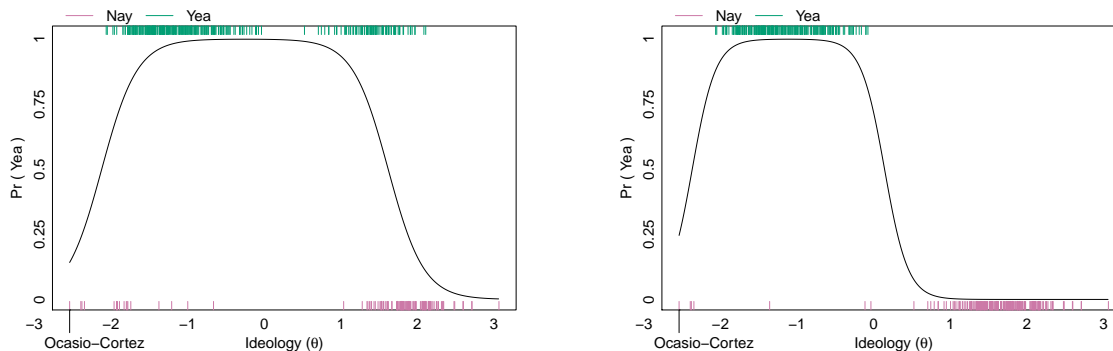 Nay Yea
Pr ( Yea )
0 0.25 0.5 0.75 1
−3 −2 −1 0 1 2 3
Ocasio−Cortez
Ideology (θ)
Nay Yea
Pr ( Yea )
0 0.25 0.5 0.75 1
−3 −2 −1 0 1 2 3
Ocasio−Cortez
Ideology (θ)